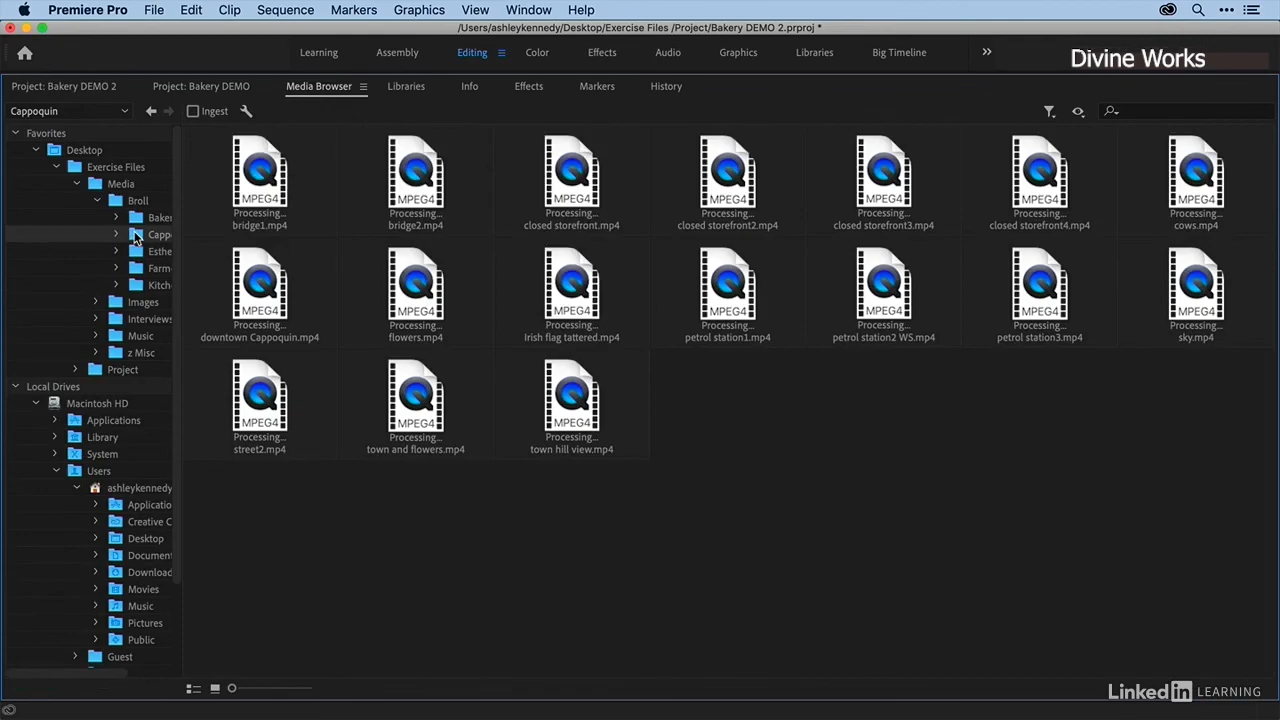 Premiere Pro File Edit Clip Sequence Markers Graphics View Window Help
/Users/ashleykennedy/Desktop/Exercise Files /Project/Bakery DEMO 2.prproj *
Learning Assembly Editing Color Effects Audio Graphics Libraries Big Timeline
Divine Works
Project: Bakery DEMO 2 Project: Bakery DEMO Media Browser Libraries Info Effects Markers History
Cappoquin Ingest
Favorites
Desktop
Exercise Files
Media
Broll
Baker
Cappo
Esthe
Farm
Kitch
Images
Interviews
Music
z Misc
Project
Local Drives
Macintosh HD
Applications
Library
System
Users
ashleykennedy
Applicatio
Creative C
Desktop
Document
Download
Movies
Music
Pictures
Public
Guest
MPEG4 MPEG4 MPEG4 MPEG4 MPEG4 MPEG4 MPEG4
Processing... Processing... Processing... Processing... Processing... Processing... Processing...
bridge1.mp4 bridge2.mp4 closed storefront.mp4 closed storefront2.mp4 closed storefront3.mp4 closed storefront4.mp4 cows.mp4
MPEG4 MPEG4 MPEG4 MPEG4 MPEG4 MPEG4 MPEG4
Processing... Processing... Processing... Processing... Processing... Processing... Processing...
downtown Cappoquin.mp4 flowers.mp4 Irish flag tattered.mp4 petrol station1.mp4 petrol station2 WS.mp4 petrol station3.mp4 sky.mp4
MPEG4 MPEG4 MPEG4
Processing... Processing... Processing...
street2.mp4 town and flowers.mp4 town hill view.mp4
Linked in LEARNING